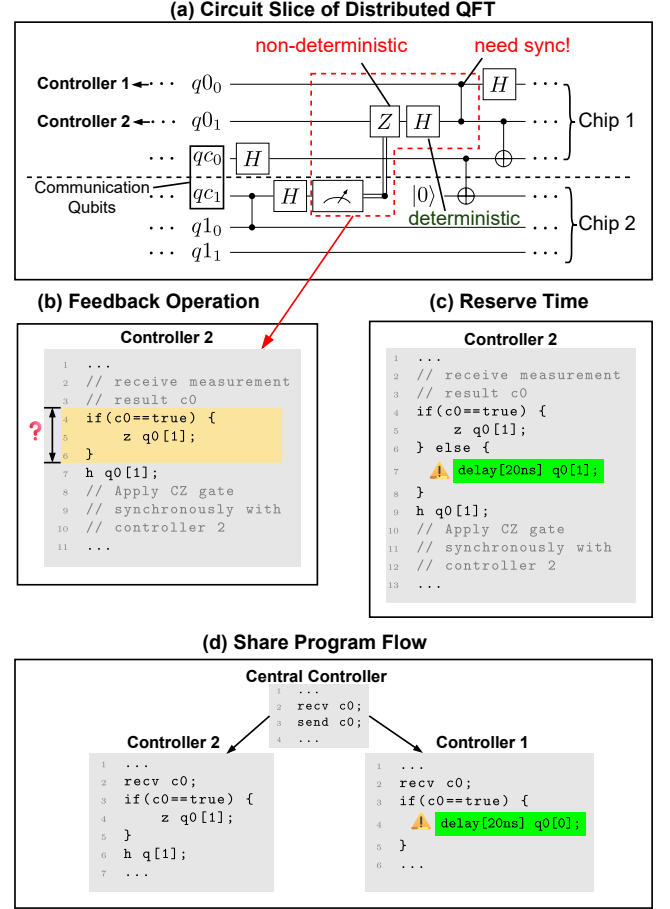 (a) Circuit Slice of Distributed QFT
non-deterministic need sync!
Controller 1 ··· q0₀ H ···
Controller 2 ··· q0₁ Z H ···
Chip 1
··· qc₀ H ···
Communication
Qubits
··· qc₁ H |0⟩ ···
deterministic
Chip 2
··· q1₀ ···
··· q1₁ ···
(b) Feedback Operation
Controller 2
1 ...
2 // receive measurement
3 // result c0
4 if(c0==true) {
?
5 z q0[1];
6 }
7 h q0[1];
8 // Apply CZ gate
9 // synchronously with
10 // controller 2
11 ...
(c) Reserve Time
Controller 2
1 ...
2 // receive measurement
3 // result c0
4 if(c0==true) {
5 z q0[1];
6 } else {
7 delay[20ns] q0[1];
8 }
9 h q0[1];
10 // Apply CZ gate
11 // synchronously with
12 // controller 2
13 ...
(d) Share Program Flow
Central Controller
1 ...
2 recv c0;
3 send c0;
4 ...
Controller 2
1 ...
2 recv c0;
3 if(c0==true) {
4 z q0[1];
5 }
6 h q[1];
7 ...
Controller 1
1 ...
2 recv c0;
3 if(c0==true) {
4 delay[20ns] q0[0];
5 }
6 ...